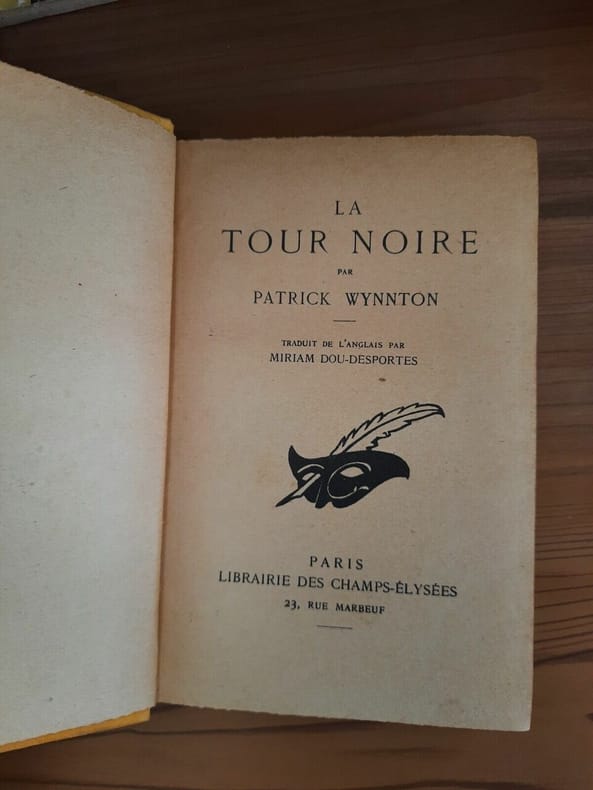 LA
TOUR NOIRE
PAR
PATRICK WYNNTON
TRADUIT DE L'ANGLAIS PAR
MIRIAM DOU-DESPORTES
PARIS
LIBRAIRIE DES CHAMPS-ÉLYSÉES
23, RUE MARBEUF